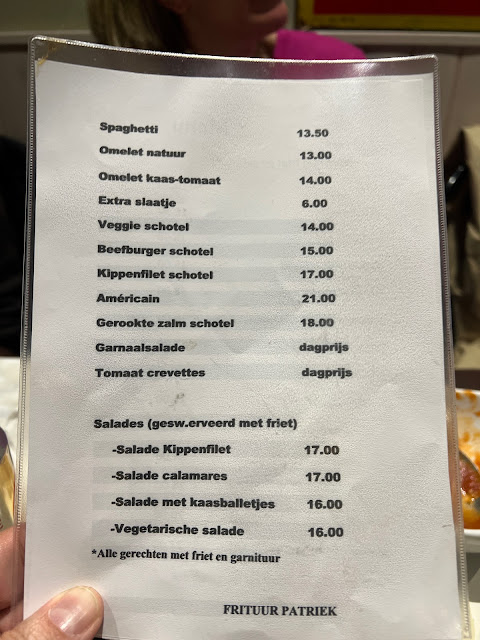 Spaghetti 13.50
Omelet natuur 13.00
Omelet kaas-tomaat 14.00
Extra slaatje 6.00
Veggie schotel 14.00
Beefburger schotel 15.00
Kippenfilet schotel 17.00
Américain 21.00
Gerookte zalm schotel 18.00
Garnaalsalade dagprijs
Tomaat crevettes dagprijs
Salades (gesw.erveerd met friet)
-Salade Kippenfilet 17.00
-Salade calamares 17.00
-Salade met kaasballetjes 16.00
-Vegetarische salade 16.00
*Alle gerechten met friet en garnituur
FRITUUR PATRIEK